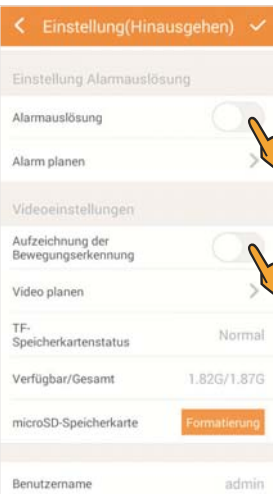 Einstellung(Hinausgehen)
Einstellung Alarmauslösung
Alarmauslösung
Alarm planen
Videoeinstellungen
Aufzeichnung der
Bewegungserkennung
Video planen
TF-
Speicherkartenstatus Normal
Verfügbar/Gesamt 1.82G/1.87G
microSD-Speicherkarte Formatierung
Benutzername admin